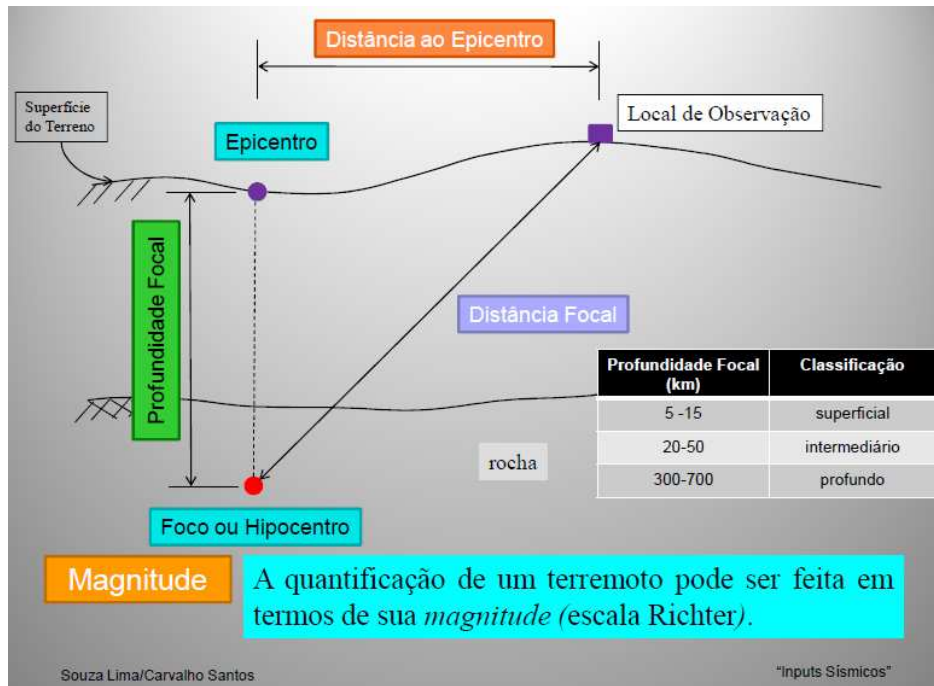 Distância ao Epicentro
Superfície
do Terreno
Local de Observação
Epicentro
Profundidade Focal
Distância Focal
Profundidade Focal
(km)
Classificação
5 -15
superficial
20-50
intermediário
300-700
profundo
rocha
Foco ou Hipocentro
Magnitude
A quantificação de um terremoto pode ser feita em
termos de sua magnitude (escala Richter).
Souza Lima/Carvalho Santos
"Inputs Sísmicos"